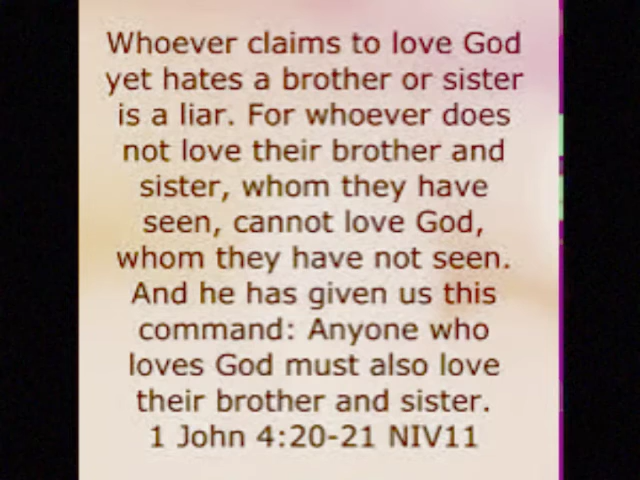 Whoever claims to love God
yet hates a brother or sister
is a liar. For whoever does
not love their brother and
sister, whom they have
seen, cannot love God,
whom they have not seen.
And he has given us this
command: Anyone who
loves God must also love
their brother and sister.
1 John 4:20-21 NIV11